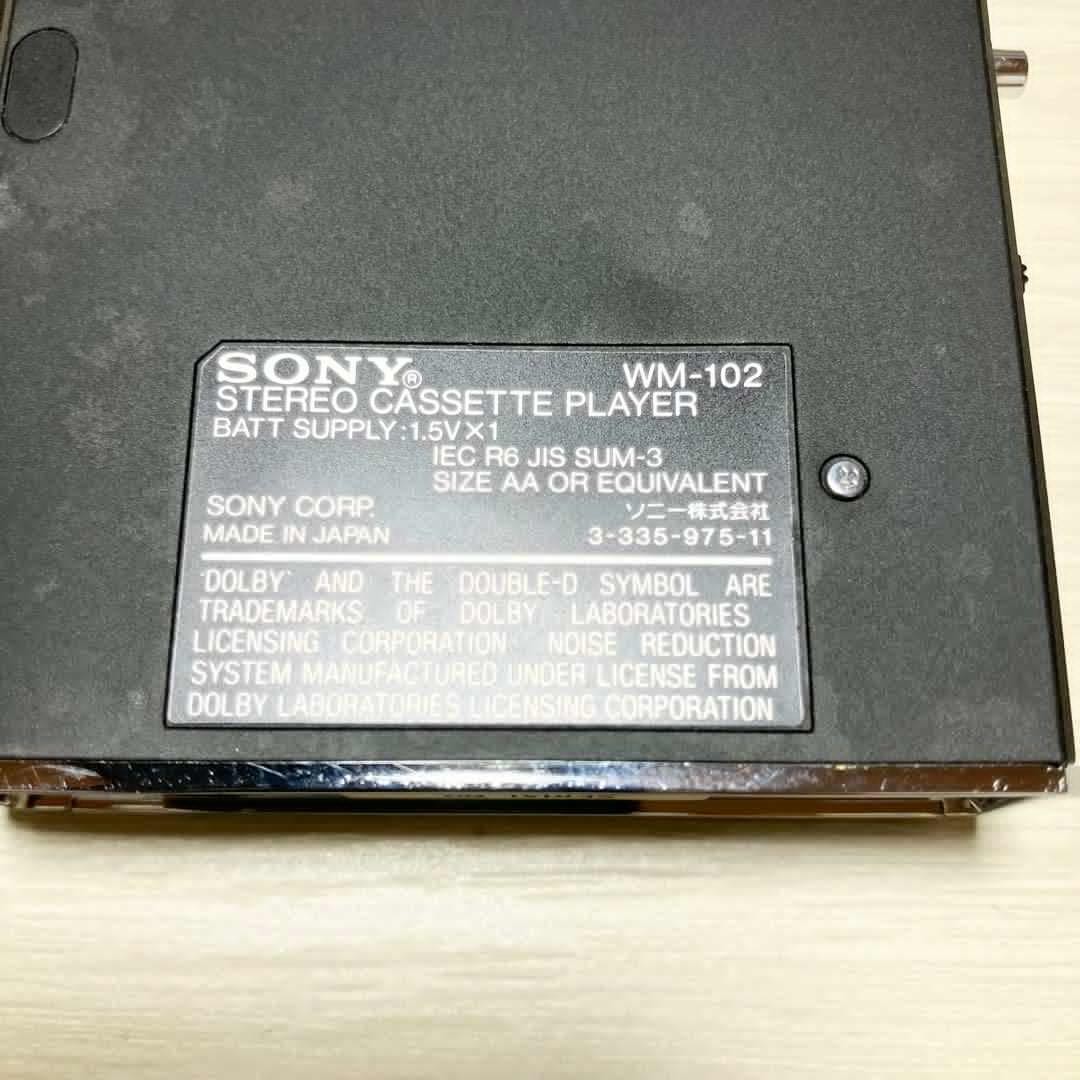 SONY® WM-102
STEREO CASSETTE PLAYER
BATT SUPPLY:1.5V×1
IEC R6 JIS SUM-3
SIZE AA OR EQUIVALENT
SONY CORP. ソニー株式会社
MADE IN JAPAN 3-335-975-11
'DOLBY' AND THE DOUBLE-D SYMBOL ARE
TRADEMARKS OF DOLBY LABORATORIES
LICENSING CORPORATION NOISE REDUCTION
SYSTEM MANUFACTURED UNDER LICENSE FROM
DOLBY LABORATORIES LICENSING CORPORATION